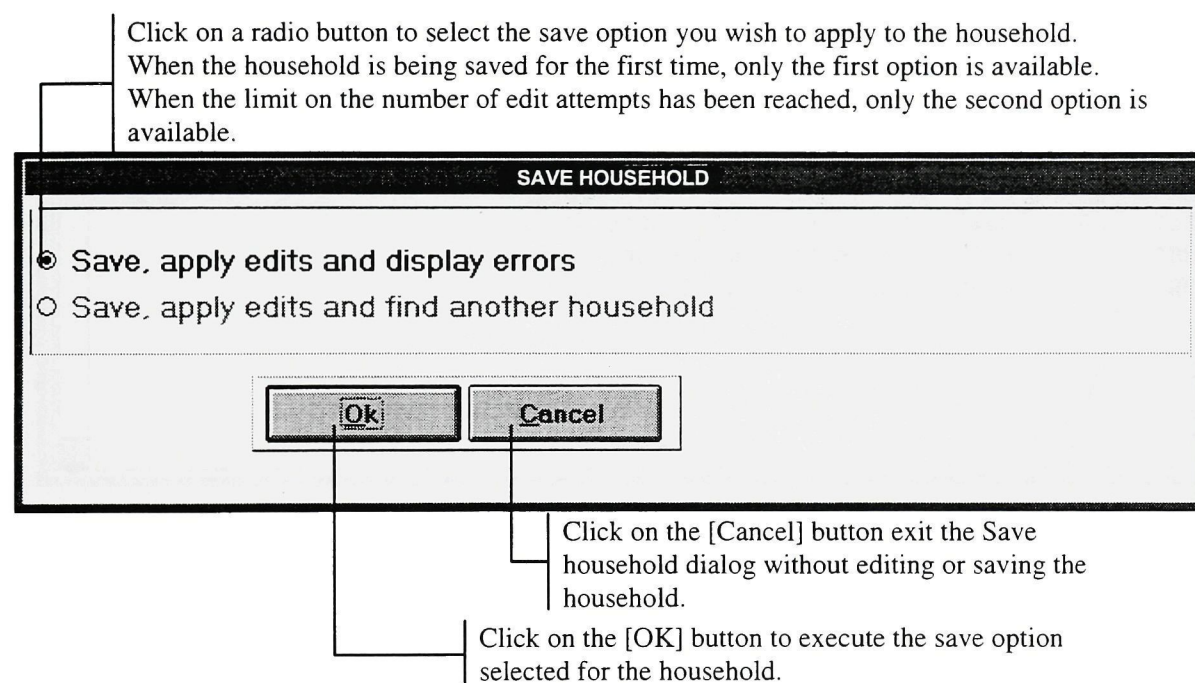 Click on a radio button to select the save option you wish to apply to the household.
When the household is being saved for the first time, only the first option is available.
When the limit on the number of edit attempts has been reached, only the second option is
available.
SAVE HOUSEHOLD
Save, apply edits and display errors
Save, apply edits and find another household
Ok
Cancel
Click on the [Cancel] button exit the Save
household dialog without editing or saving the
household.
Click on the [OK] button to execute the save option
selected for the household.